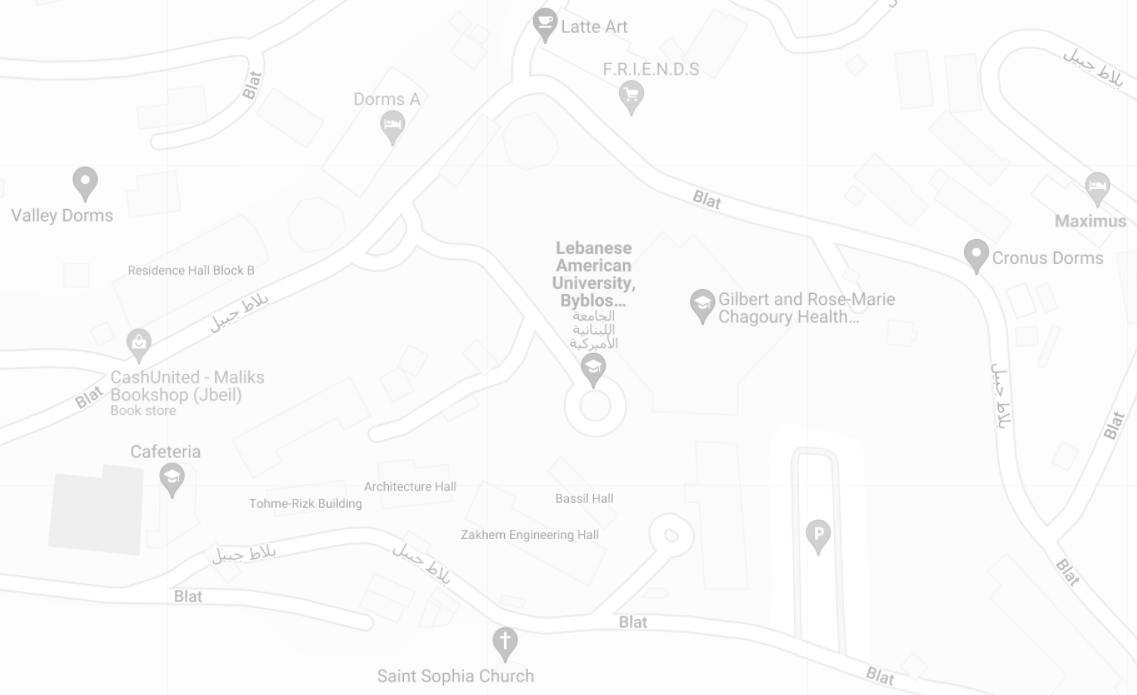 Latte Art
بلاط جبيل
F.R.I.E.N.D.S
Blat
Dorms A
Valley Dorms
Blat
Maximus
Lebanese
American
University,
Byblos...
الجامعة
اللبنانية
الأميركية
Cronus Dorms
Residence Hall Block B
Gilbert and Rose-Marie
Chagoury Health...
بلاط جبيل
CashUnited - Maliks
Bookshop (Jbeil)
Book store
Blat
بلاط جبيل
Blat
Cafeteria
Architecture Hall
Tohme-Rizk Building
Bassil Hall
Zakhem Engineering Hall
P
بلاط جبيل
بلاط جبيل
Blat
Blat
Blat
Saint Sophia Church
Blat